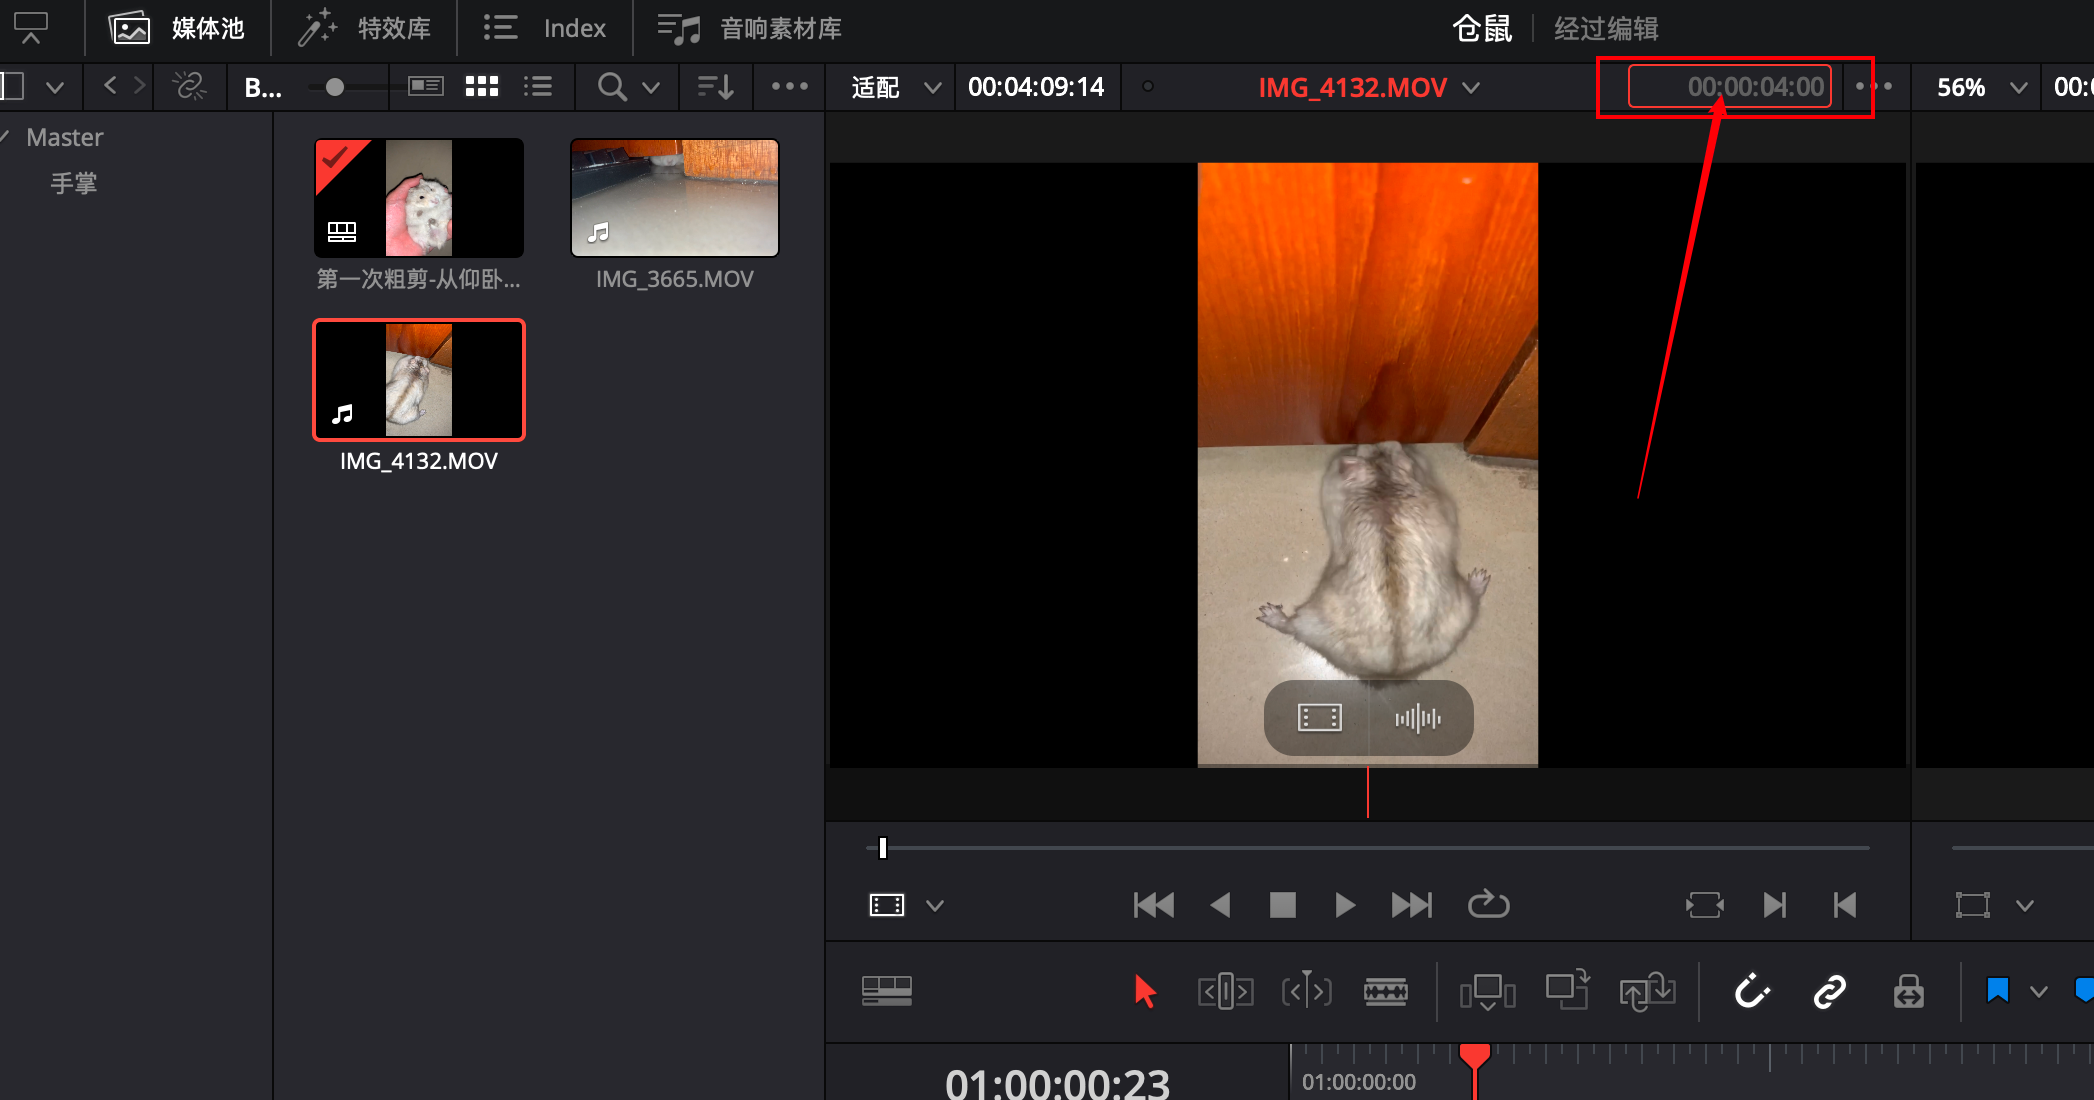 媒体池 特效库 Index 音响素材库 仓鼠 经过编辑
B... 适配 00:04:09:14 IMG_4132.MOV 00:00:04:00 56%
Master
手掌
第一次粗剪-从仰卧... IMG_3665.MOV
IMG_4132.MOV
01:00:00:23 01:00:00:00